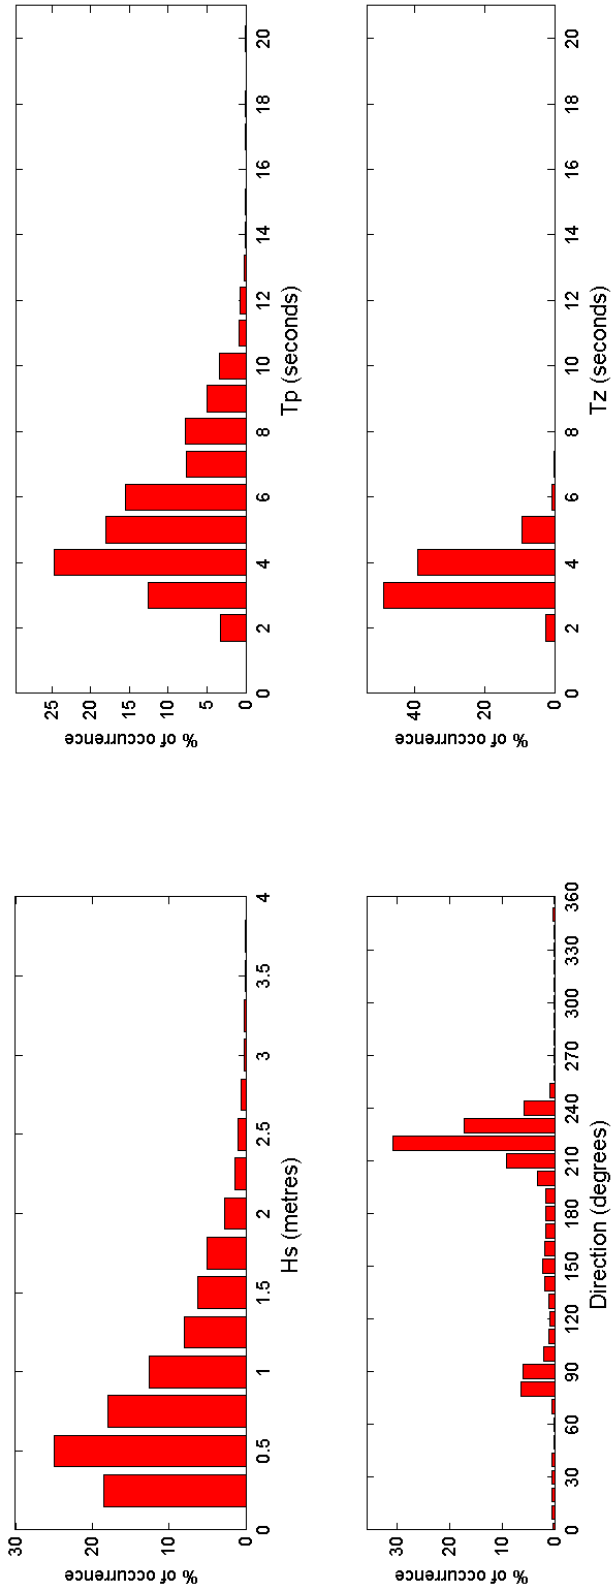 30
20
10
0
% of occurrence
0 0.5 1 1.5 2 2.5 3 3.5 4
Hs (metres)
25
20
15
10
5
0
% of occurrence
0 2 4 6 8 10 12 14 16 18 20
Tp (seconds)
30
20
10
0
% of occurrence
0 30 60 90 120 150 180 210 240 270 300 330 360
Direction (degrees)
40
20
0
% of occurrence
0 2 4 6 8 10 12 14 16 18 20
Tz (seconds)